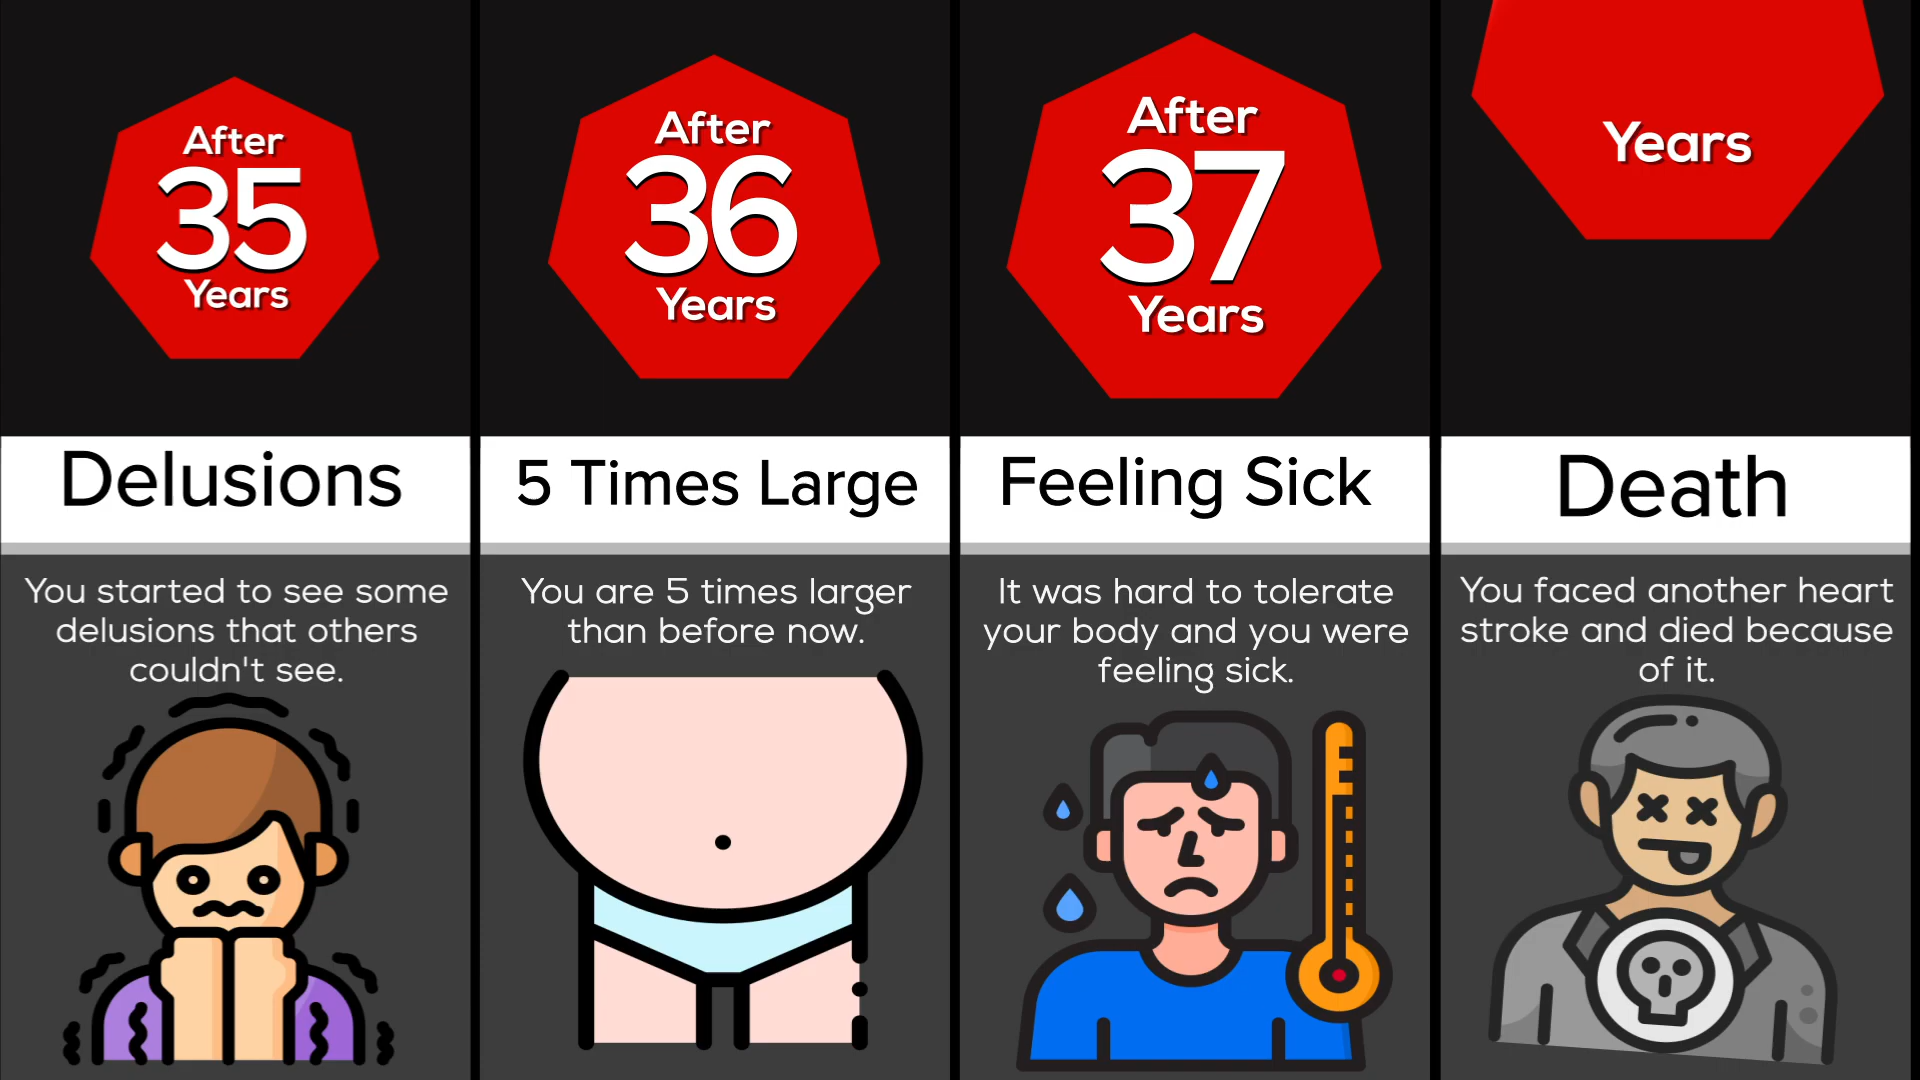 After
35
Years
Delusions
You started to see some
delusions that others
couldn't see.
After
36
Years
5 Times Large
You are 5 times larger
than before now.
After
37
Years
Feeling Sick
It was hard to tolerate
your body and you were
feeling sick.
Years
Death
You faced another heart
stroke and died because
of it.